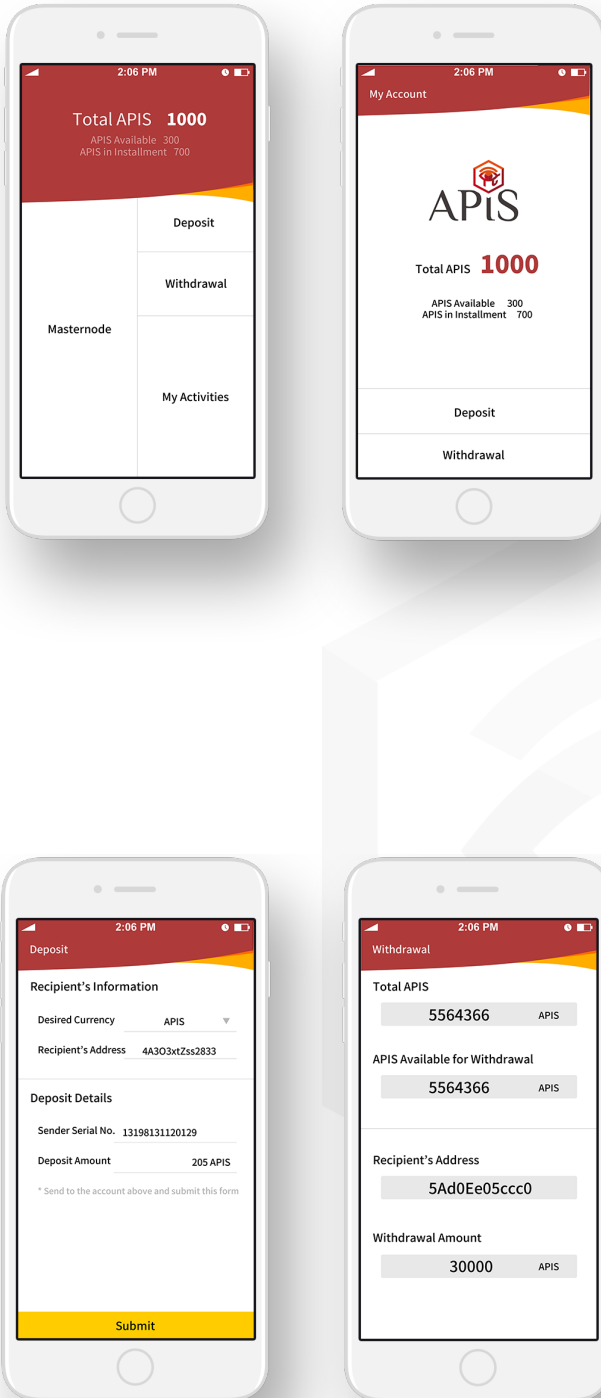 2:06 PM
Total APIS 1000
APIS Available 300
APIS in Installment 700
Deposit
Withdrawal
Masternode
My Activities
2:06 PM
My Account
APiS
Total APIS 1000
APIS Available 300
APIS in Installment 700
Deposit
Withdrawal
2:06 PM
Deposit
Recipient’s Information
Desired Currency APIS ▼
Recipient’s Address 4A3O3xtZss2833
Deposit Details
Sender Serial No. 13198131120129
Deposit Amount 205 APIS
* Send to the account above and submit this form
Submit
2:06 PM
Withdrawal
Total APIS
5564366 APIS
APIS Available for Withdrawal
5564366 APIS
Recipient’s Address
5Ad0Ee05ccc0
Withdrawal Amount
30000 APIS